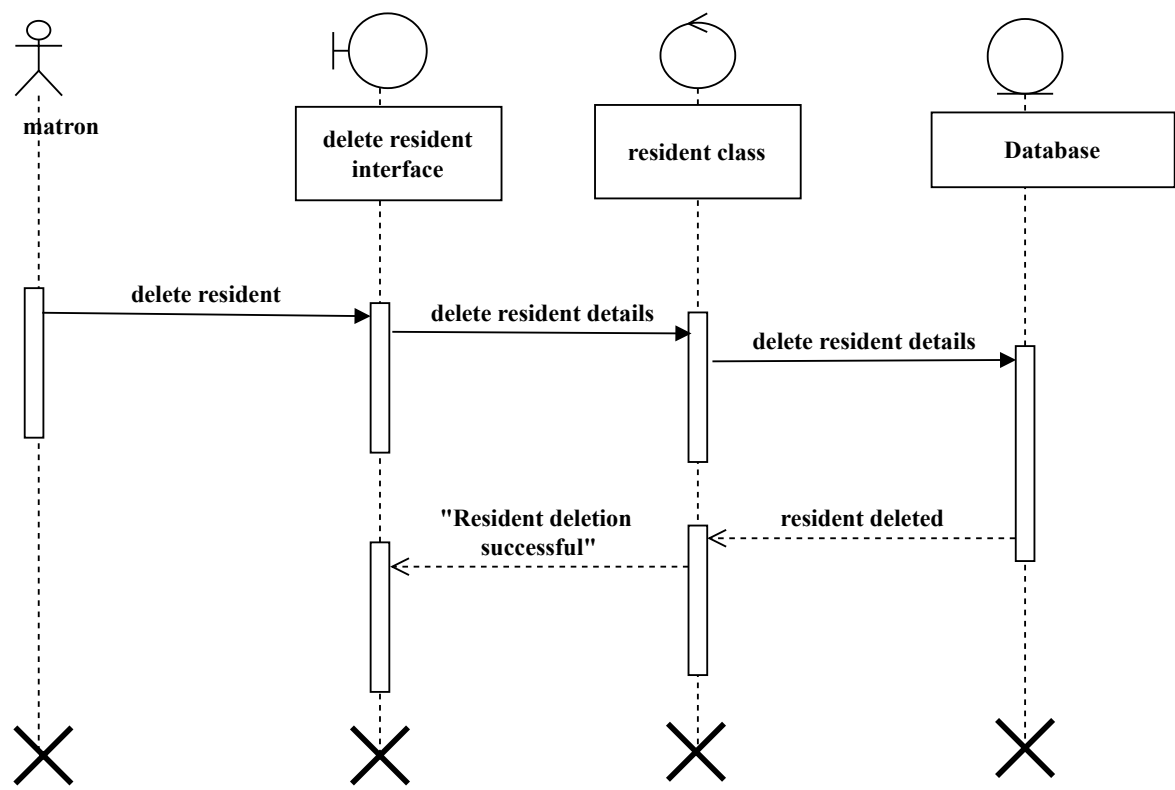 matron
delete resident
interface
resident class
Database
delete resident
delete resident details
delete resident details
"Resident deletion
successful"
resident deleted